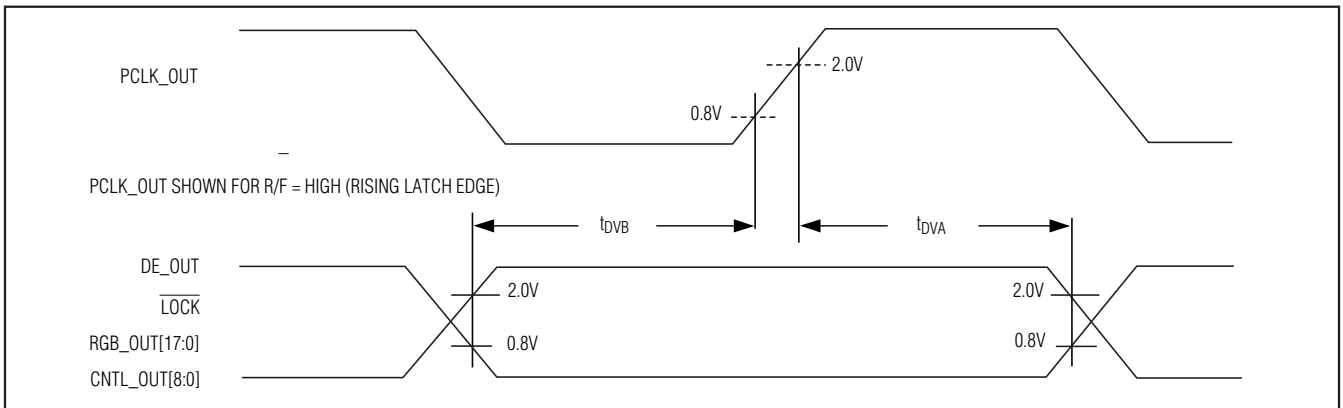 PCLK_OUT
2.0V
0.8V
PCLK_OUT SHOWN FOR R/F̅ = HIGH (RISING LATCH EDGE)
tDVB
tDVA
DE_OUT
2.0V
2.0V
L̅O̅C̅K̅
RGB_OUT[17:0]
0.8V
0.8V
CNTL_OUT[8:0]